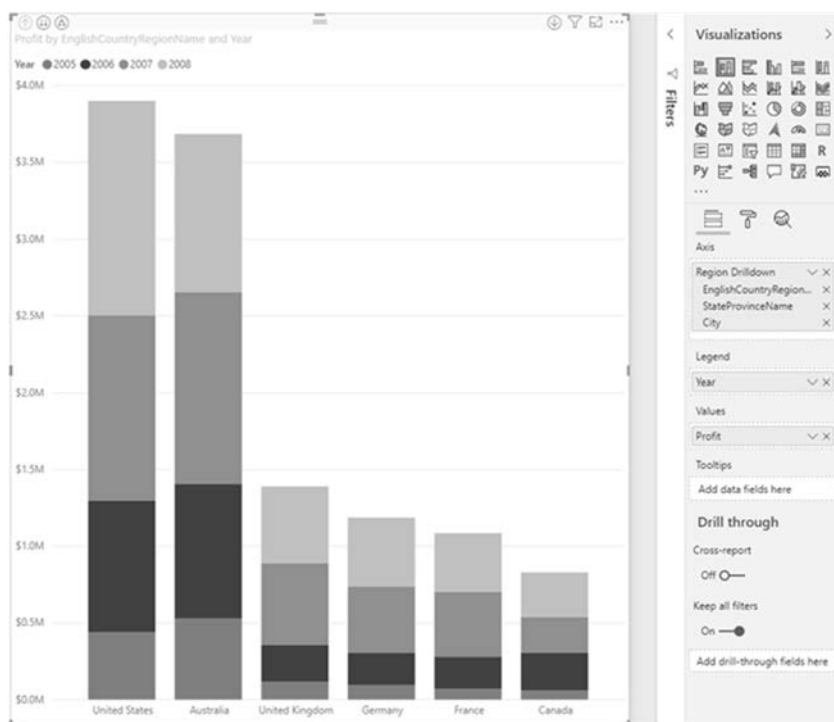 Profit by EnglishCountryRegionName and Year
Year 2005 2006 2007 2008
$4.0M
$3.5M
$3.0M
$2.5M
$2.0M
$1.5M
$1.0M
$0.5M
$0.0M
United States Australia United Kingdom Germany France Canada
Filters
Visualizations
R
Py
...
Axis
Region Drilldown
EnglishCountryRegion...
StateProvinceName
City
Legend
Year
Values
Profit
Tooltips
Add data fields here
Drill through
Cross-report
Off
Keep all filters
On
Add drill-through fields here